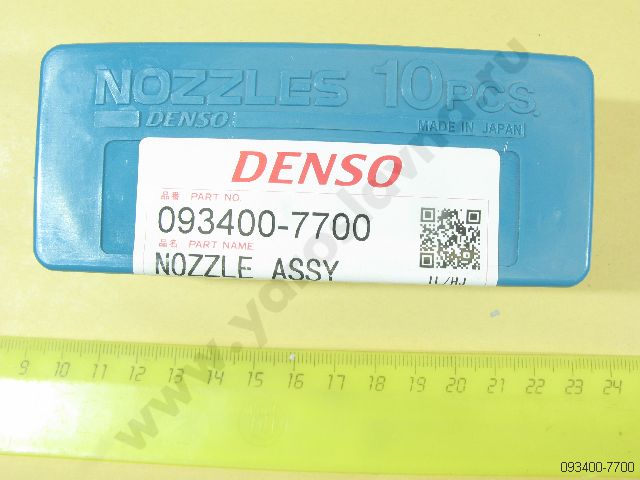 NOZZLES 10PCS.
DENSO
MADE IN JAPAN
DENSO
品番 PART NO.
093400-7700
品名 PART NAME
NOZZLE ASSY
9 10 11 12 13 14 15 16 17 18 19 20 21 22 23 24
093400-7700